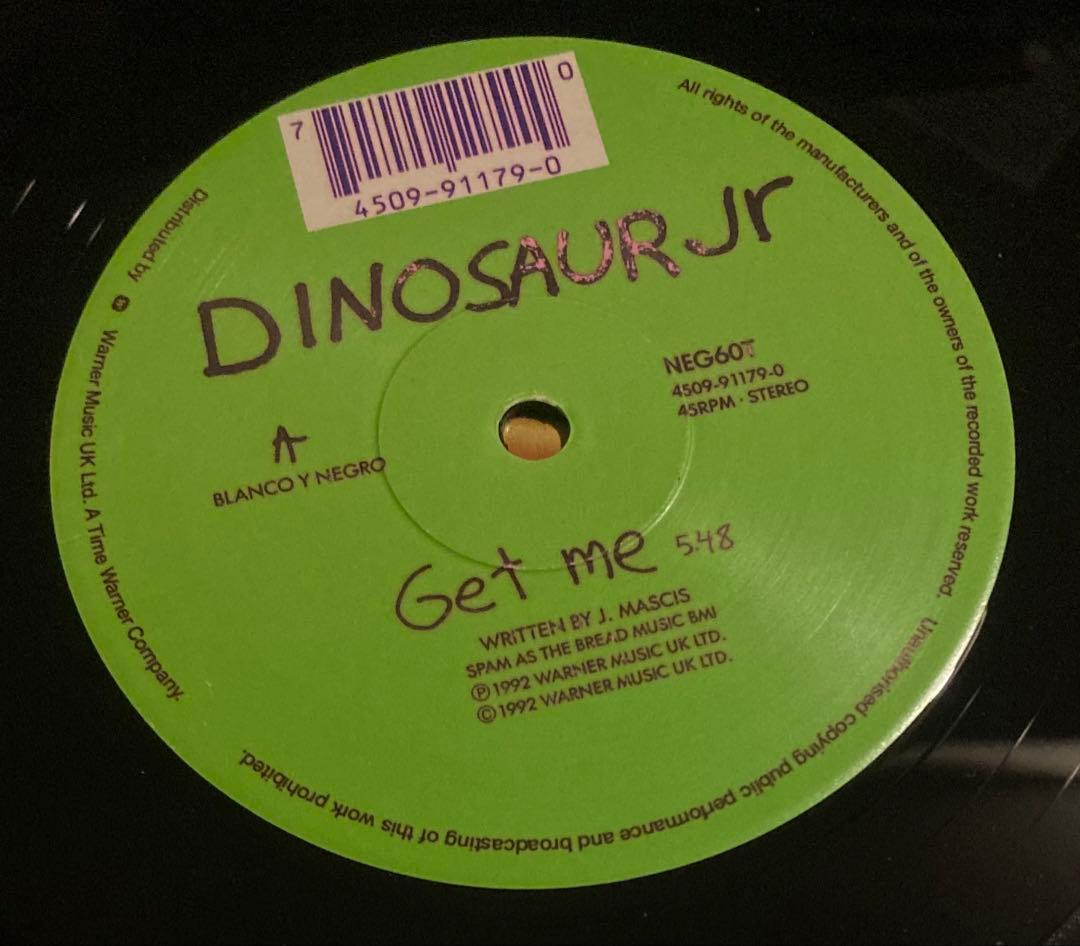 7 0
4509-91179-0
DINOSAUR Jr
A
BLANCO Y NEGRO
NEG60T
4509-91179-0
45RPM · STEREO
Get me 5.48
WRITTEN BY J. MASCIS
SPAM AS THE BREAD MUSIC BMI
Ⓟ1992 WARNER MUSIC UK LTD.
©1992 WARNER MUSIC UK LTD.
All rights of the manufacturers and of the owners of the recorded work reserved. Unauthorised copying public performance and broadcasting of this work prohibited.
Distributed by Warner Music UK Ltd. A Time Warner Company.